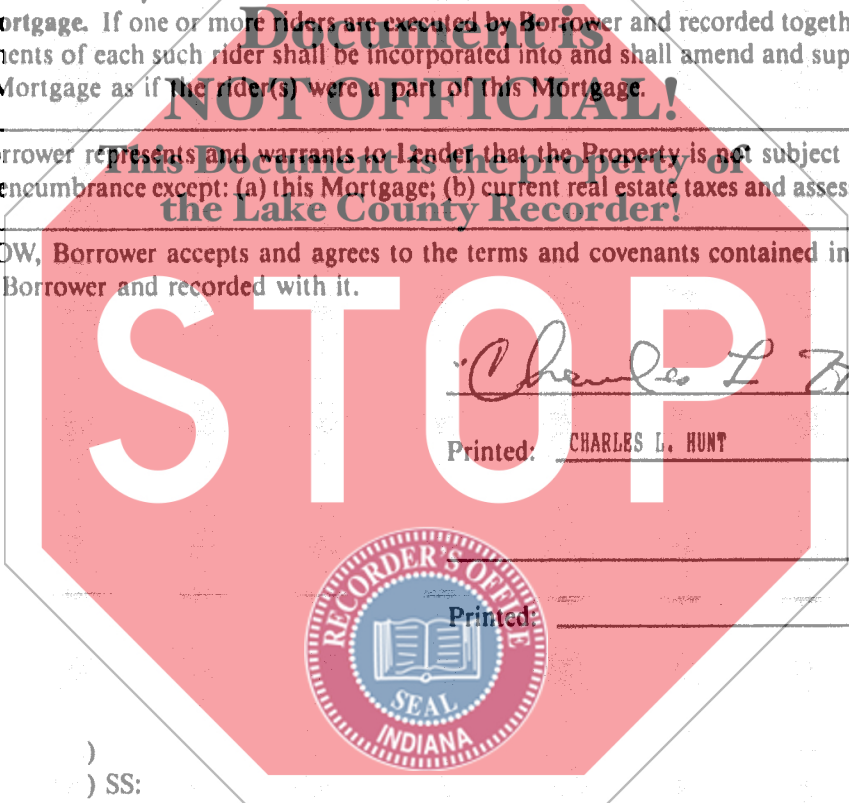 ortgage. If one or more riders are executed by Borrower and recorded togeth
Document is
ents of each such rider shall be incorporated into and shall amend and sup
Mortgage as if the rider(s) were a part of this Mortgage.
NOT OFFICIAL!
rrower represents and warrants to Lender that the Property is not subject
This Document is the property of
encumbrance except: (a) this Mortgage; (b) current real estate taxes and asses
the Lake County Recorder!
OW, Borrower accepts and agrees to the terms and covenants contained in
Borrower and recorded with it.
STOP
Charles L H
Printed: CHARLES L. HUNT
RECORDER'S OFFICE
Printed:
SEAL
INDIANA
)
) SS: